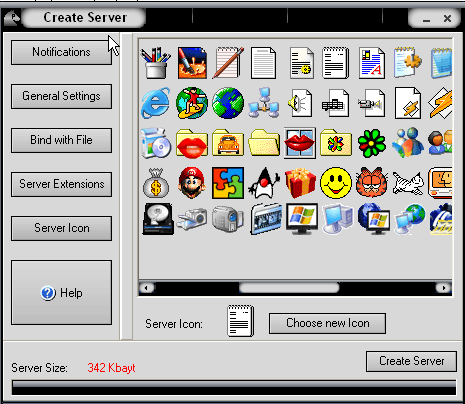 Create Server
Notifications
General Settings
Bind with File
Server Extensions
Server Icon
Help
Server Icon:
Choose new Icon
Create Server
Server Size: 342 Kbayt